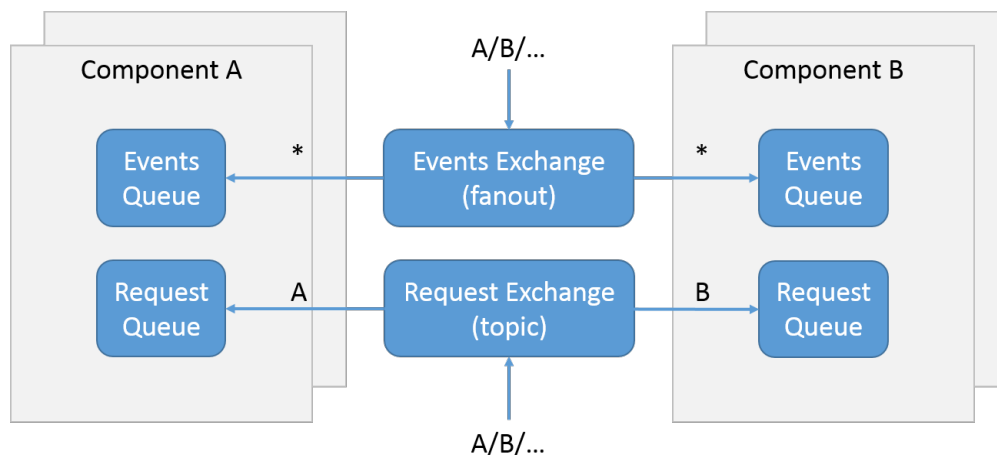 A/B/...
Component A
Component B
Events
Queue
*
Events Exchange
(fanout)
*
Events
Queue
Request
Queue
A
Request Exchange
(topic)
B
Request
Queue
A/B/...